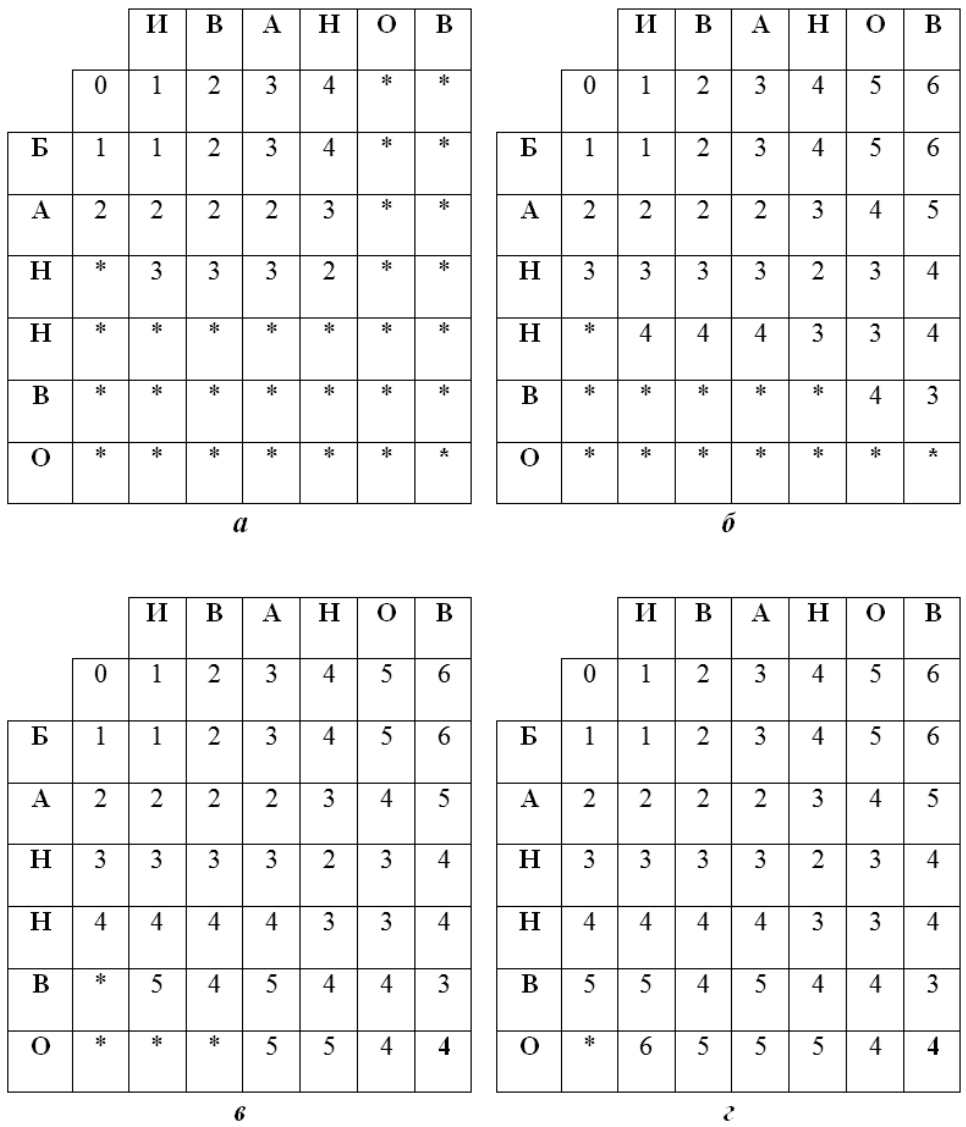 И В А Н О В
0 1 2 3 4 * *
Б 1 1 2 3 4 * *
А 2 2 2 2 3 * *
Н * 3 3 3 2 * *
Н * * * * * * *
В * * * * * * *
О * * * * * * *
а
И В А Н О В
0 1 2 3 4 5 6
Б 1 1 2 3 4 5 6
А 2 2 2 2 3 4 5
Н 3 3 3 3 2 3 4
Н * 4 4 4 3 3 4
В * * * * * 4 3
О * * * * * * *
б
И В А Н О В
0 1 2 3 4 5 6
Б 1 1 2 3 4 5 6
А 2 2 2 2 3 4 5
Н 3 3 3 3 2 3 4
Н 4 4 4 4 3 3 4
В * 5 4 5 4 4 3
О * * * 5 5 4 4
в
И В А Н О В
0 1 2 3 4 5 6
Б 1 1 2 3 4 5 6
А 2 2 2 2 3 4 5
Н 3 3 3 3 2 3 4
Н 4 4 4 4 3 3 4
В 5 5 4 5 4 4 3
О * 6 5 5 5 4 4
г